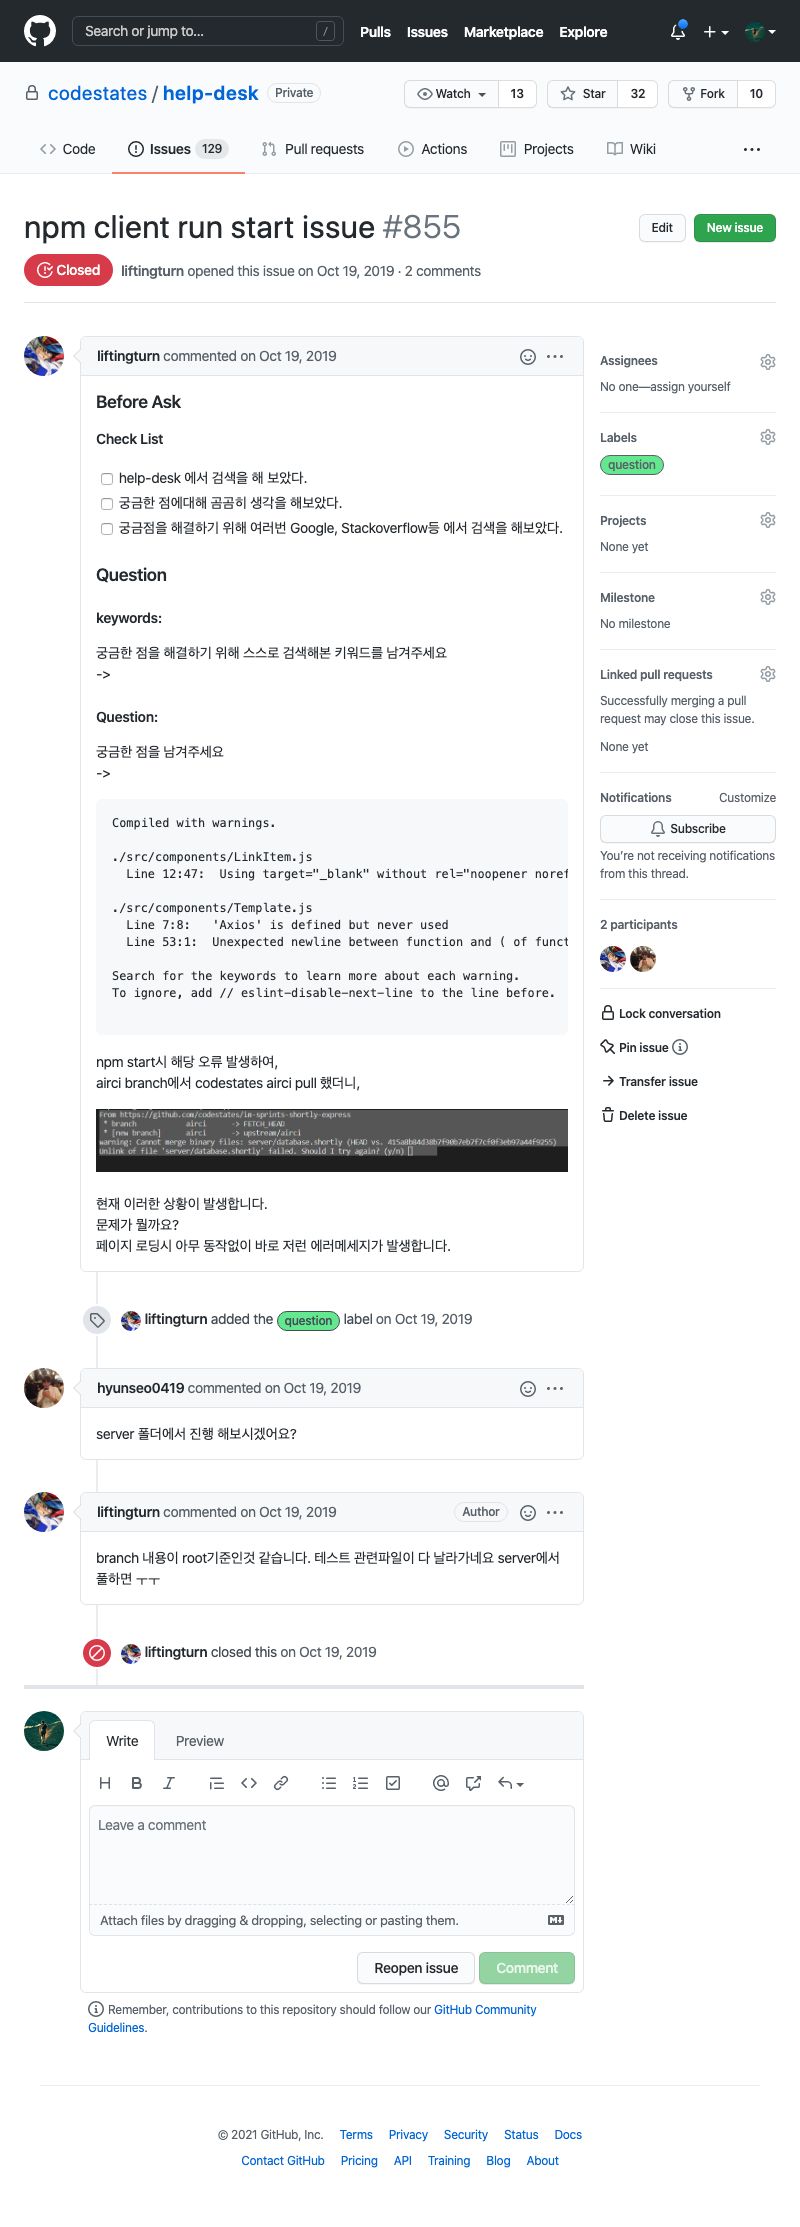 Search or jump to... /
Pulls Issues Marketplace Explore
codestates / help-desk Private
Watch 13 Star 32 Fork 10
Code Issues 129 Pull requests Actions Projects Wiki ...
npm client run start issue #855
Edit New issue
Closed liftingturn opened this issue on Oct 19, 2019 · 2 comments
liftingturn commented on Oct 19, 2019
Before Ask
Check List
help-desk 에서 검색을 해 보았다.
궁금한 점에대해 곰곰히 생각을 해보았다.
궁금점을 해결하기 위해 여러번 Google, Stackoverflow등 에서 검색을 해보았다.
Question
keywords:
궁금한 점을 해결하기 위해 스스로 검색해본 키워드를 남겨주세요
->
Question:
궁금한 점을 남겨주세요
->
Compiled with warnings.
./src/components/LinkItem.js
Line 12:47:  Using target="_blank" without rel="noopener noref
./src/components/Template.js
Line 7:8:   'Axios' is defined but never used
Line 53:1:  Unexpected newline between function and ( of funct
Search for the keywords to learn more about each warning.
To ignore, add // eslint-disable-next-line to the line before.
npm start시 해당 오류 발생하여,
airci branch에서 codestates airci pull 했더니,
From https://github.com/codestates/im-sprints-shortly-express
* branch airci -> FETCH_HEAD
* [new branch] airci -> upstream/airci
warning: Cannot merge binary files: server/database.shortly (HEAD vs. 415a8b84d38b7f90b7eb7f7cf0f3eb97a44f9255)
Unlink of file 'server/database.shortly' failed. Should I try again? (y/n)
현재 이러한 상황이 발생합니다.
문제가 뭘까요?
페이지 로딩시 아무 동작없이 바로 저런 에러메세지가 발생합니다.
liftingturn added the question label on Oct 19, 2019
hyunseo0419 commented on Oct 19, 2019
server 폴더에서 진행 해보시겠어요?
liftingturn commented on Oct 19, 2019 Author
branch 내용이 root기준인것 같습니다. 테스트 관련파일이 다 날라가네요 server에서
풀하면 ㅜㅜ
liftingturn closed this on Oct 19, 2019
Write Preview
Leave a comment
Attach files by dragging & dropping, selecting or pasting them.
Reopen issue Comment
Remember, contributions to this repository should follow our GitHub Community
Guidelines.
Assignees
No one—assign yourself
Labels
question
Projects
None yet
Milestone
No milestone
Linked pull requests
Successfully merging a pull
request may close this issue.
None yet
Notifications Customize
Subscribe
You're not receiving notifications
from this thread.
2 participants
Lock conversation
Pin issue
Transfer issue
Delete issue
© 2021 GitHub, Inc. Terms Privacy Security Status Docs
Contact GitHub Pricing API Training Blog About